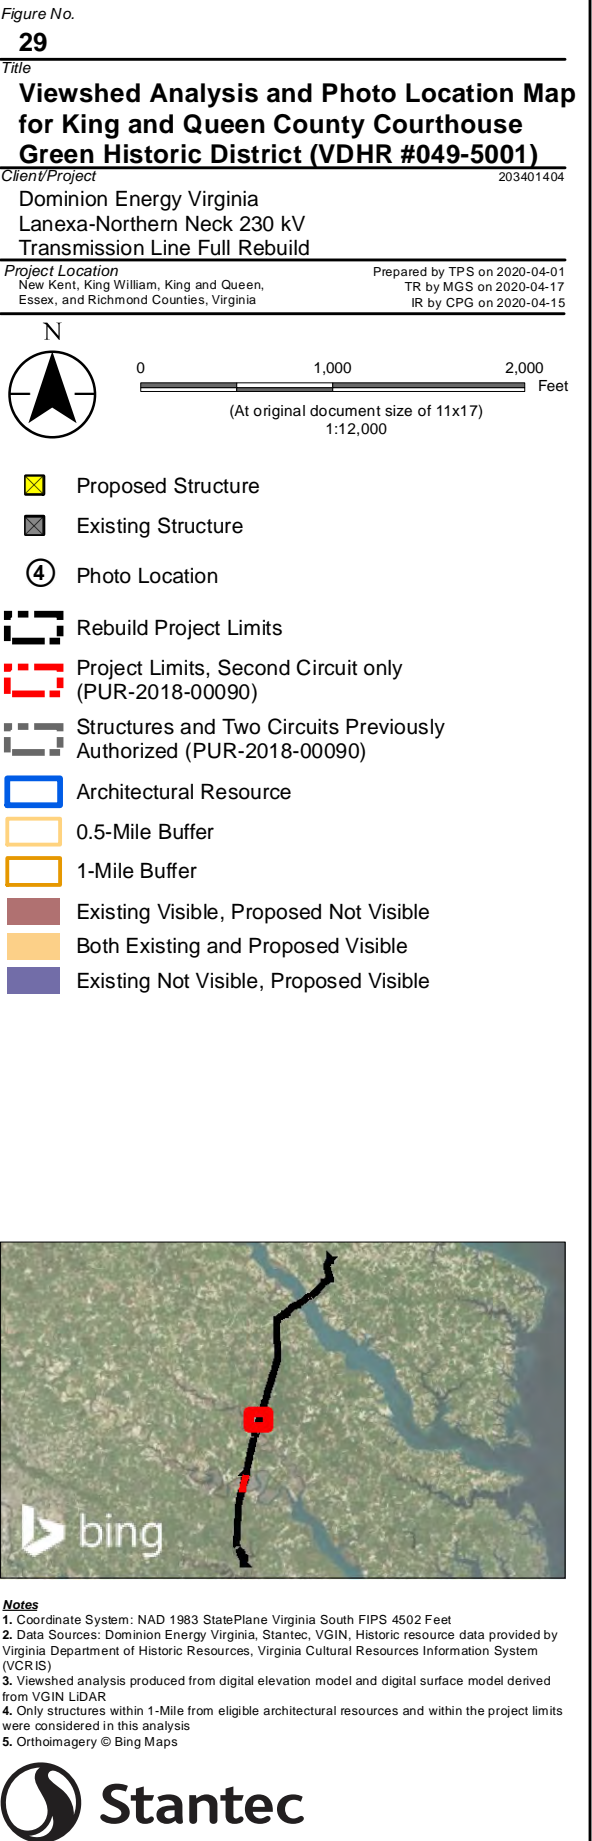 Figure No.
29
Title
Viewshed Analysis and Photo Location Map
for King and Queen County Courthouse
Green Historic District (VDHR #049-5001)
Client/Project 203401404
Dominion Energy Virginia
Lanexa-Northern Neck 230 kV
Transmission Line Full Rebuild
Project Location
New Kent, King William, King and Queen,
Essex, and Richmond Counties, Virginia
Prepared by TPS on 2020-04-01
TR by MGS on 2020-04-17
IR by CPG on 2020-04-15
N
0 1,000 2,000
Feet
(At original document size of 11x17)
1:12,000
Proposed Structure
Existing Structure
4 Photo Location
Rebuild Project Limits
Project Limits, Second Circuit only
(PUR-2018-00090)
Structures and Two Circuits Previously
Authorized (PUR-2018-00090)
Architectural Resource
0.5-Mile Buffer
1-Mile Buffer
Existing Visible, Proposed Not Visible
Both Existing and Proposed Visible
Existing Not Visible, Proposed Visible
bing
Notes
1. Coordinate System: NAD 1983 StatePlane Virginia South FIPS 4502 Feet
2. Data Sources: Dominion Energy Virginia, Stantec, VGIN, Historic resource data provided by
Virginia Department of Historic Resources, Virginia Cultural Resources Information System
(VCRIS)
3. Viewshed analysis produced from digital elevation model and digital surface model derived
from VGIN LiDAR
4. Only structures within 1-Mile from eligible architectural resources and within the project limits
were considered in this analysis
5. Orthoimagery © Bing Maps
Stantec